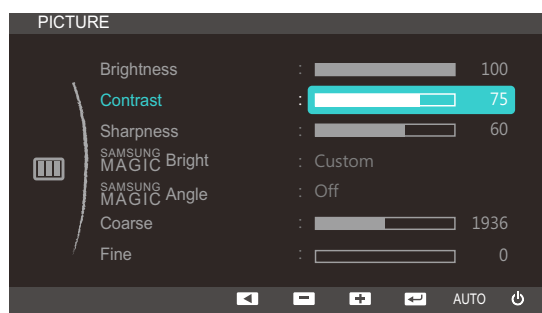 PICTURE
Brightness : 100
Contrast : 75
Sharpness : 60
SAMSUNG MAGIC Bright : Custom
SAMSUNG MAGIC Angle : Off
Coarse : 1936
Fine : 0
AUTO